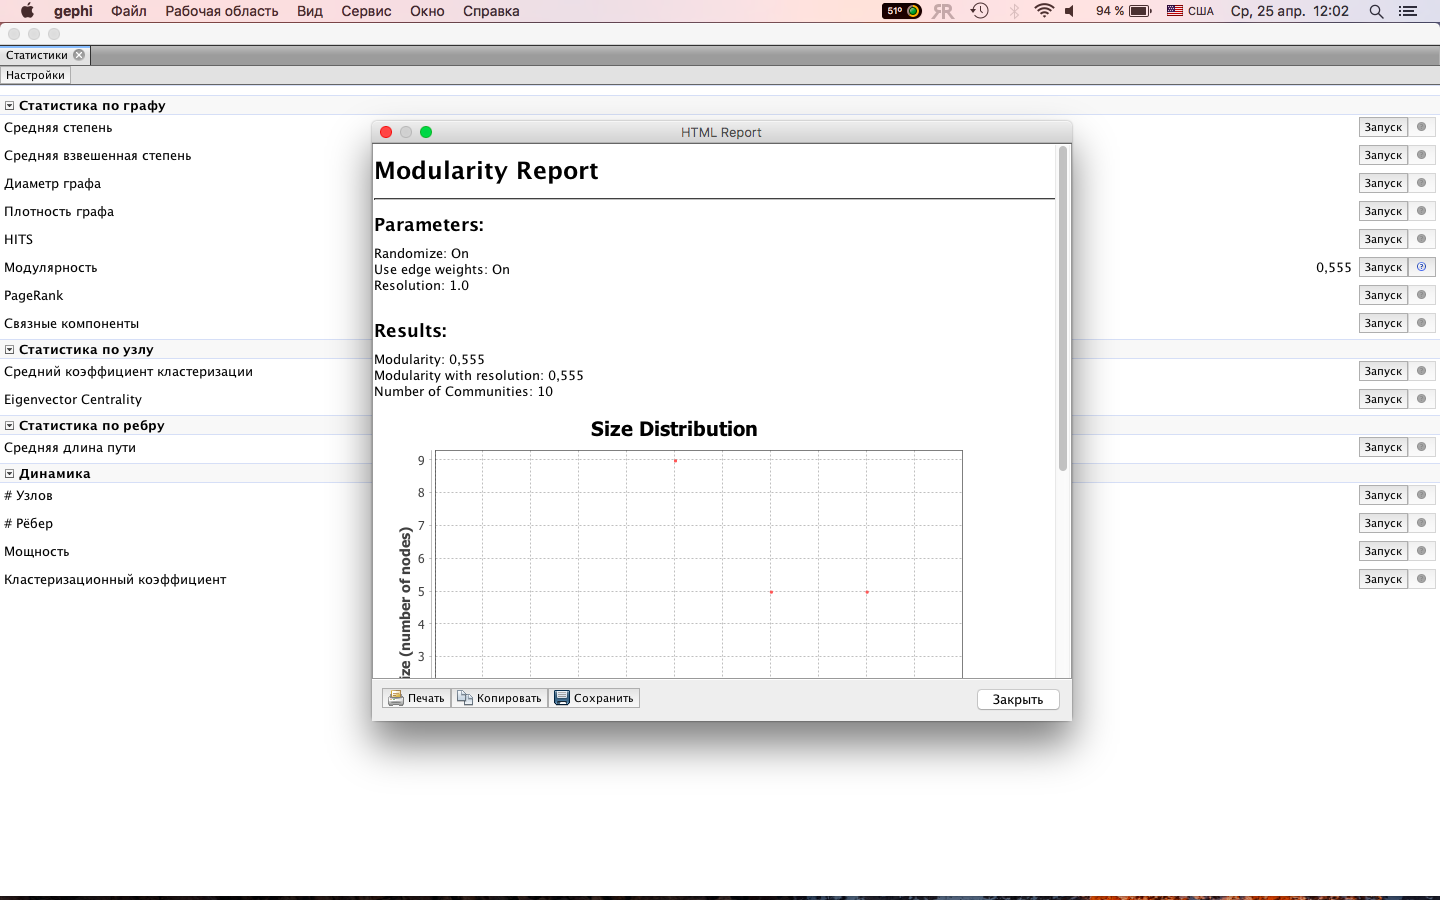 gephi Файл Рабочая область Вид Сервис Окно Справка 51º 94 % США Ср, 25 апр. 12:02
Статистики
Настройки
Статистика по графу
Средняя степень Запуск
Средняя взвешенная степень Запуск
Диаметр графа Запуск
Плотность графа Запуск
HITS Запуск
Модулярность 0,555 Запуск
PageRank Запуск
Связные компоненты Запуск
Статистика по узлу
Средний коэффициент кластеризации Запуск
Eigenvector Centrality Запуск
Статистика по ребру
Средняя длина пути Запуск
Динамика
# Узлов Запуск
# Рёбер Запуск
Мощность Запуск
Кластеризационный коэффициент Запуск
HTML Report
Modularity Report
Parameters:
Randomize: On
Use edge weights: On
Resolution: 1.0
Results:
Modularity: 0,555
Modularity with resolution: 0,555
Number of Communities: 10
Size Distribution
9
8
7
6
5
4
3
ize (number of nodes)
Печать Копировать Сохранить Закрыть